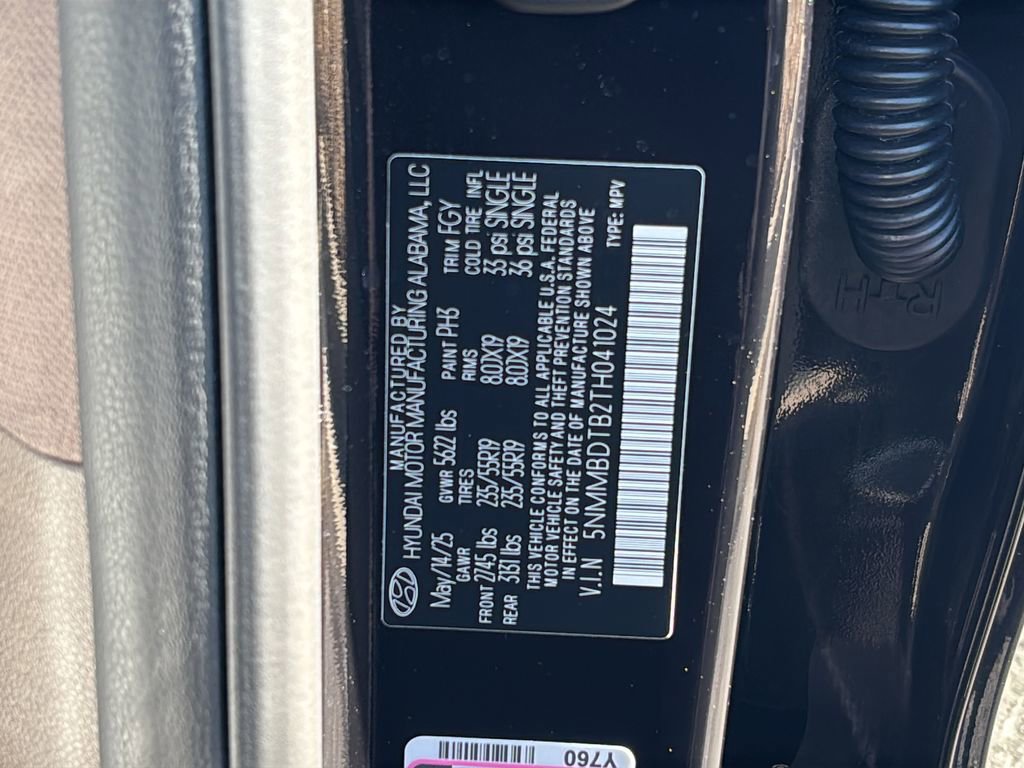 MANUFACTURED BY
HYUNDAI MOTOR MANUFACTURING ALABAMA, LLC
May/14/25 GVWR 5622 lbs PAINT PH3 TRIM FGY
GAWR TIRES RIMS COLD TIRE INFL
FRONT 2745 lbs 235/55R19 8.0JX19 33 psi SINGLE
REAR 3131 lbs 235/55R19 8.0JX19 36 psi SINGLE
THIS VEHICLE CONFORMS TO ALL APPLICABLE U.S.A. FEDERAL
MOTOR VEHICLE SAFETY AND THEFT PREVENTION STANDARDS
IN EFFECT ON THE DATE OF MANUFACTURE SHOWN ABOVE
V.I.N 5NMMBDTB2TH041024
TYPE: MPV
Y760
RH